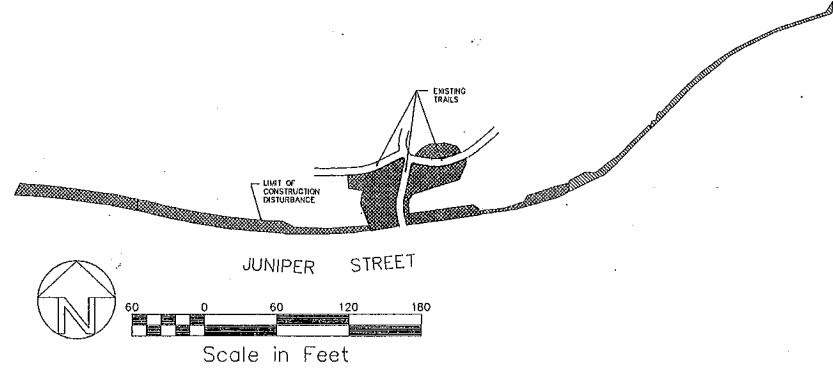 EXISTING
TRAILS
LIMIT OF
CONSTRUCTION
DISTURBANCE
JUNIPER STREET
N
60 0 60 120 180
Scale in Feet